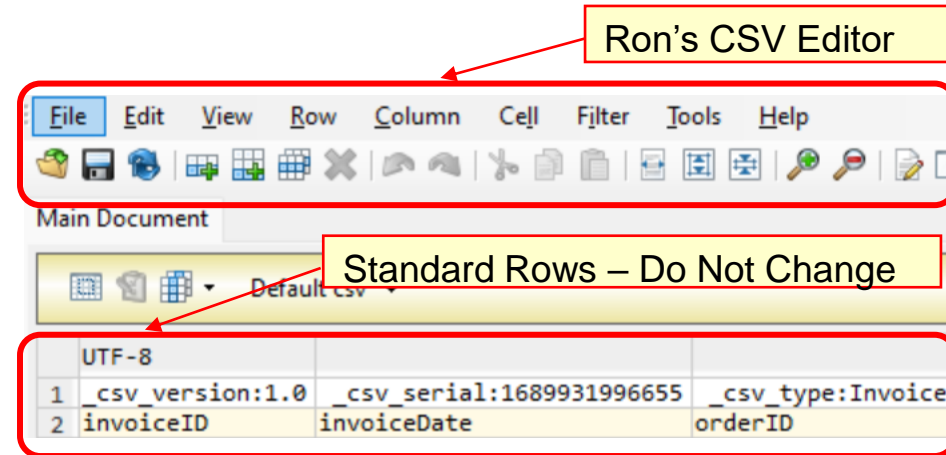 Ron's CSV Editor
File Edit View Row Column Cell Filter Tools Help
Main Document
Standard Rows – Do Not Change
Default csv
UTF-8
1 _csv_version:1.0 _csv_serial:1689931996655 _csv_type:Invoice
2 invoiceID invoiceDate orderID